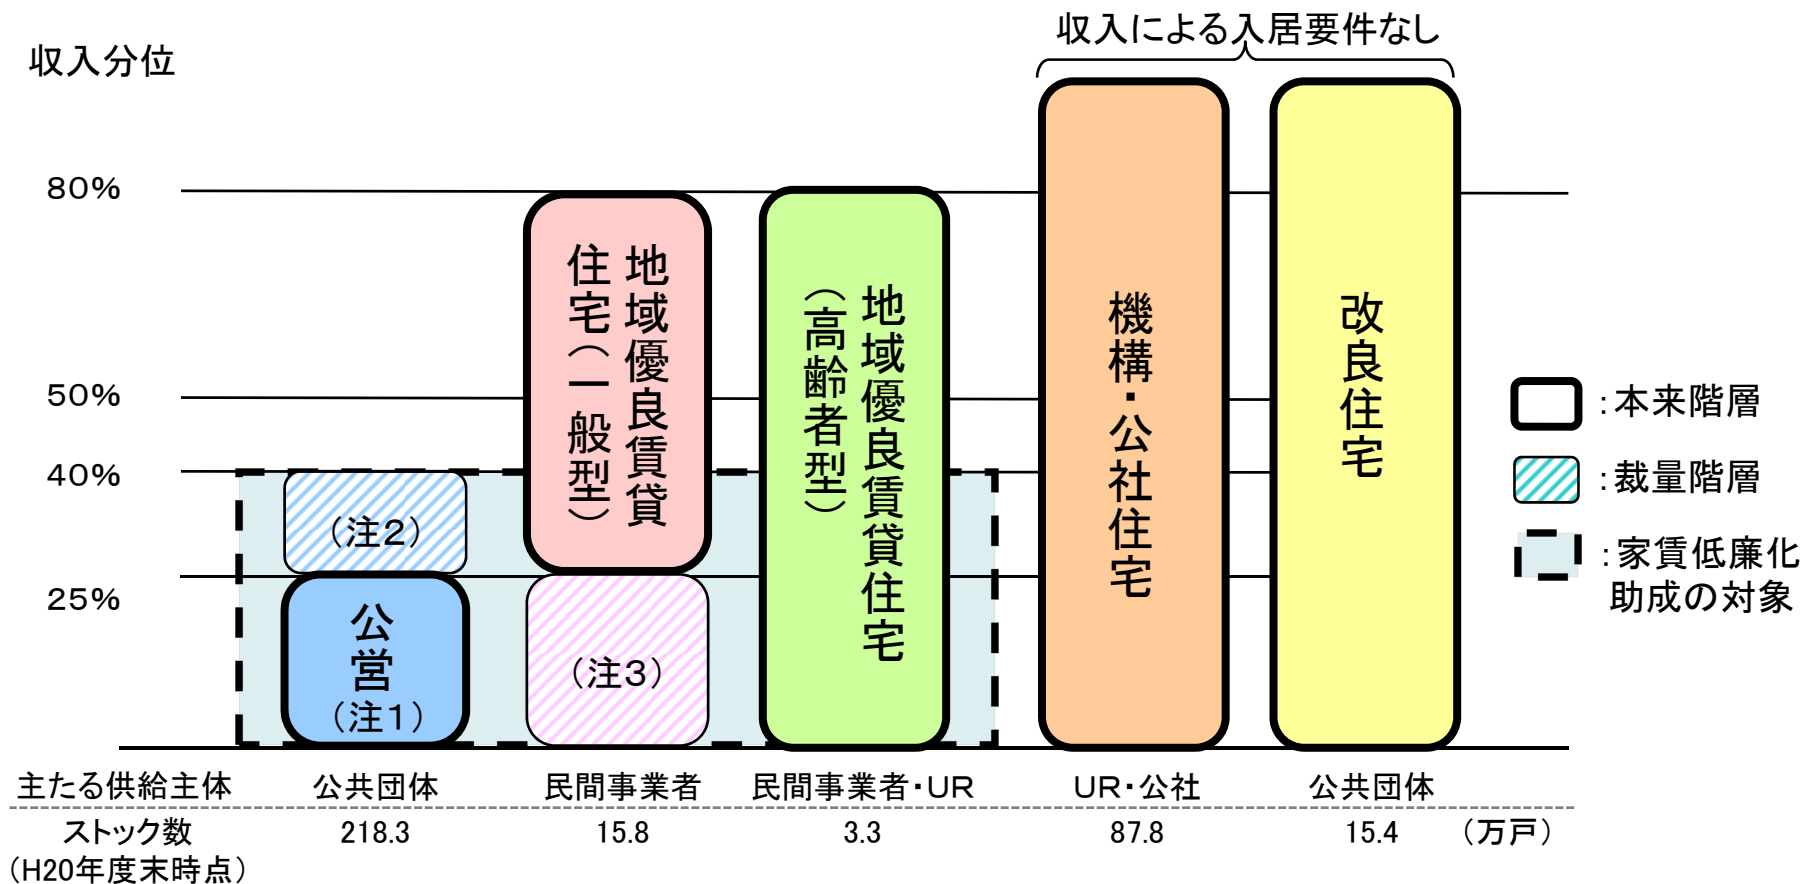 収入による入居要件なし
収入分位
80%
50%
40%
25%
公営
（注1）
（注2）
地域優良賃貸
住宅（一般型）
（注3）
地域優良賃貸住宅
（高齢者型）
機構・公社住宅
改良住宅
：本来階層
：裁量階層
：家賃低廉化
助成の対象
主たる供給主体 公共団体 民間事業者 民間事業者・UR UR・公社 公共団体
ストック数 218.3 15.8 3.3 87.8 15.4 （万戸）
（H20年度末時点）